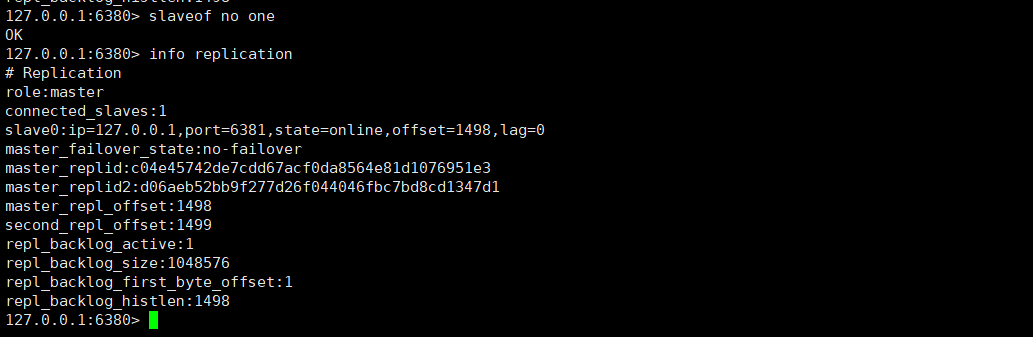 repl_backlog_histlen:1498
127.0.0.1:6380> slaveof no one
OK
127.0.0.1:6380> info replication
# Replication
role:master
connected_slaves:1
slave0:ip=127.0.0.1,port=6381,state=online,offset=1498,lag=0
master_failover_state:no-failover
master_replid:c04e45742de7cdd67acf0da8564e81d1076951e3
master_replid2:d06aeb52bb9f277d26f044046fbc7bd8cd1347d1
master_repl_offset:1498
second_repl_offset:1499
repl_backlog_active:1
repl_backlog_size:1048576
repl_backlog_first_byte_offset:1
repl_backlog_histlen:1498
127.0.0.1:6380>